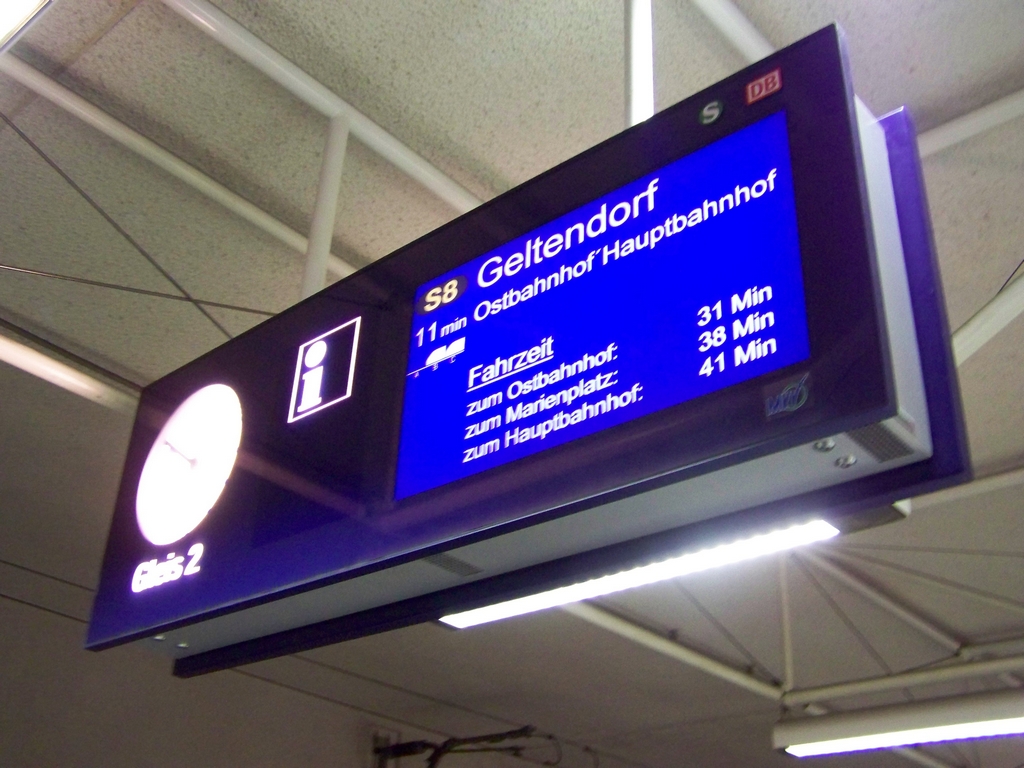 S DB
S8 Geltendorf
11 min Ostbahnhof´Hauptbahnhof
Fahrzeit
zum Ostbahnhof: 31 Min
zum Marienplatz: 38 Min
zum Hauptbahnhof: 41 Min
i
Gleis 2